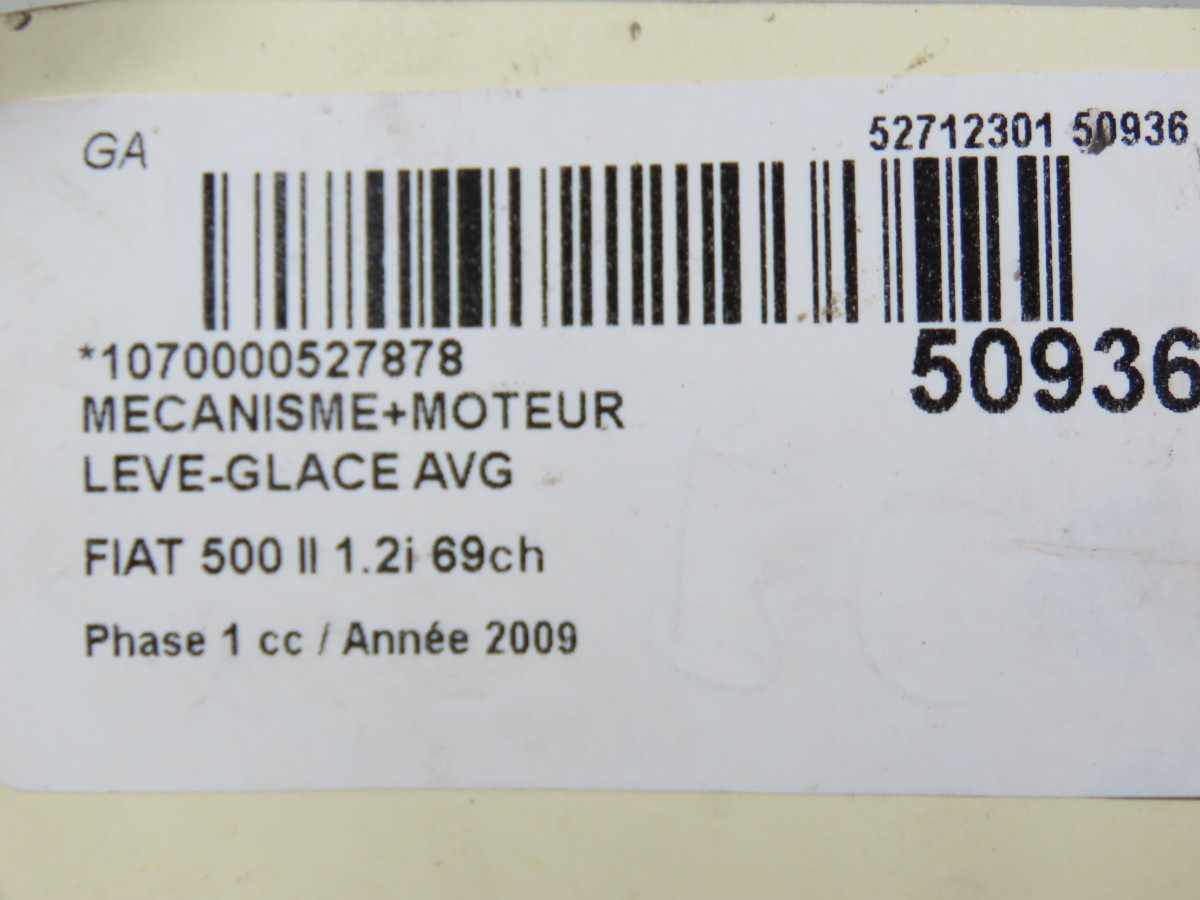 GA
52712301 50936
*1070000527878
50936
MECANISME+MOTEUR
LEVE-GLACE AVG
FIAT 500 II 1.2i 69ch
Phase 1 cc / Année 2009